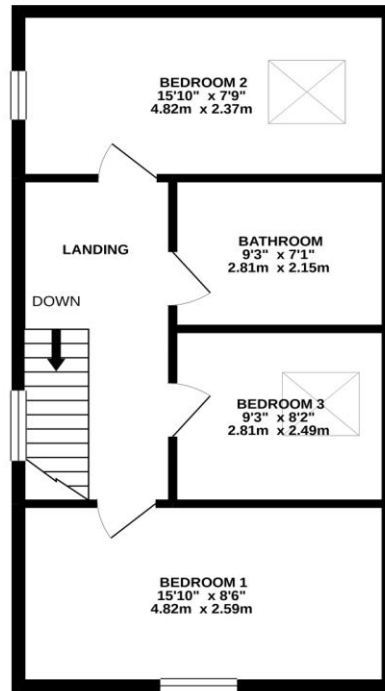 BEDROOM 2
15'10" x 7'9"
4.82m x 2.37m
LANDING
BATHROOM
9'3" x 7'1"
2.81m x 2.15m
DOWN
BEDROOM 3
9'3" x 8'2"
2.81m x 2.49m
BEDROOM 1
15'10" x 8'6"
4.82m x 2.59m